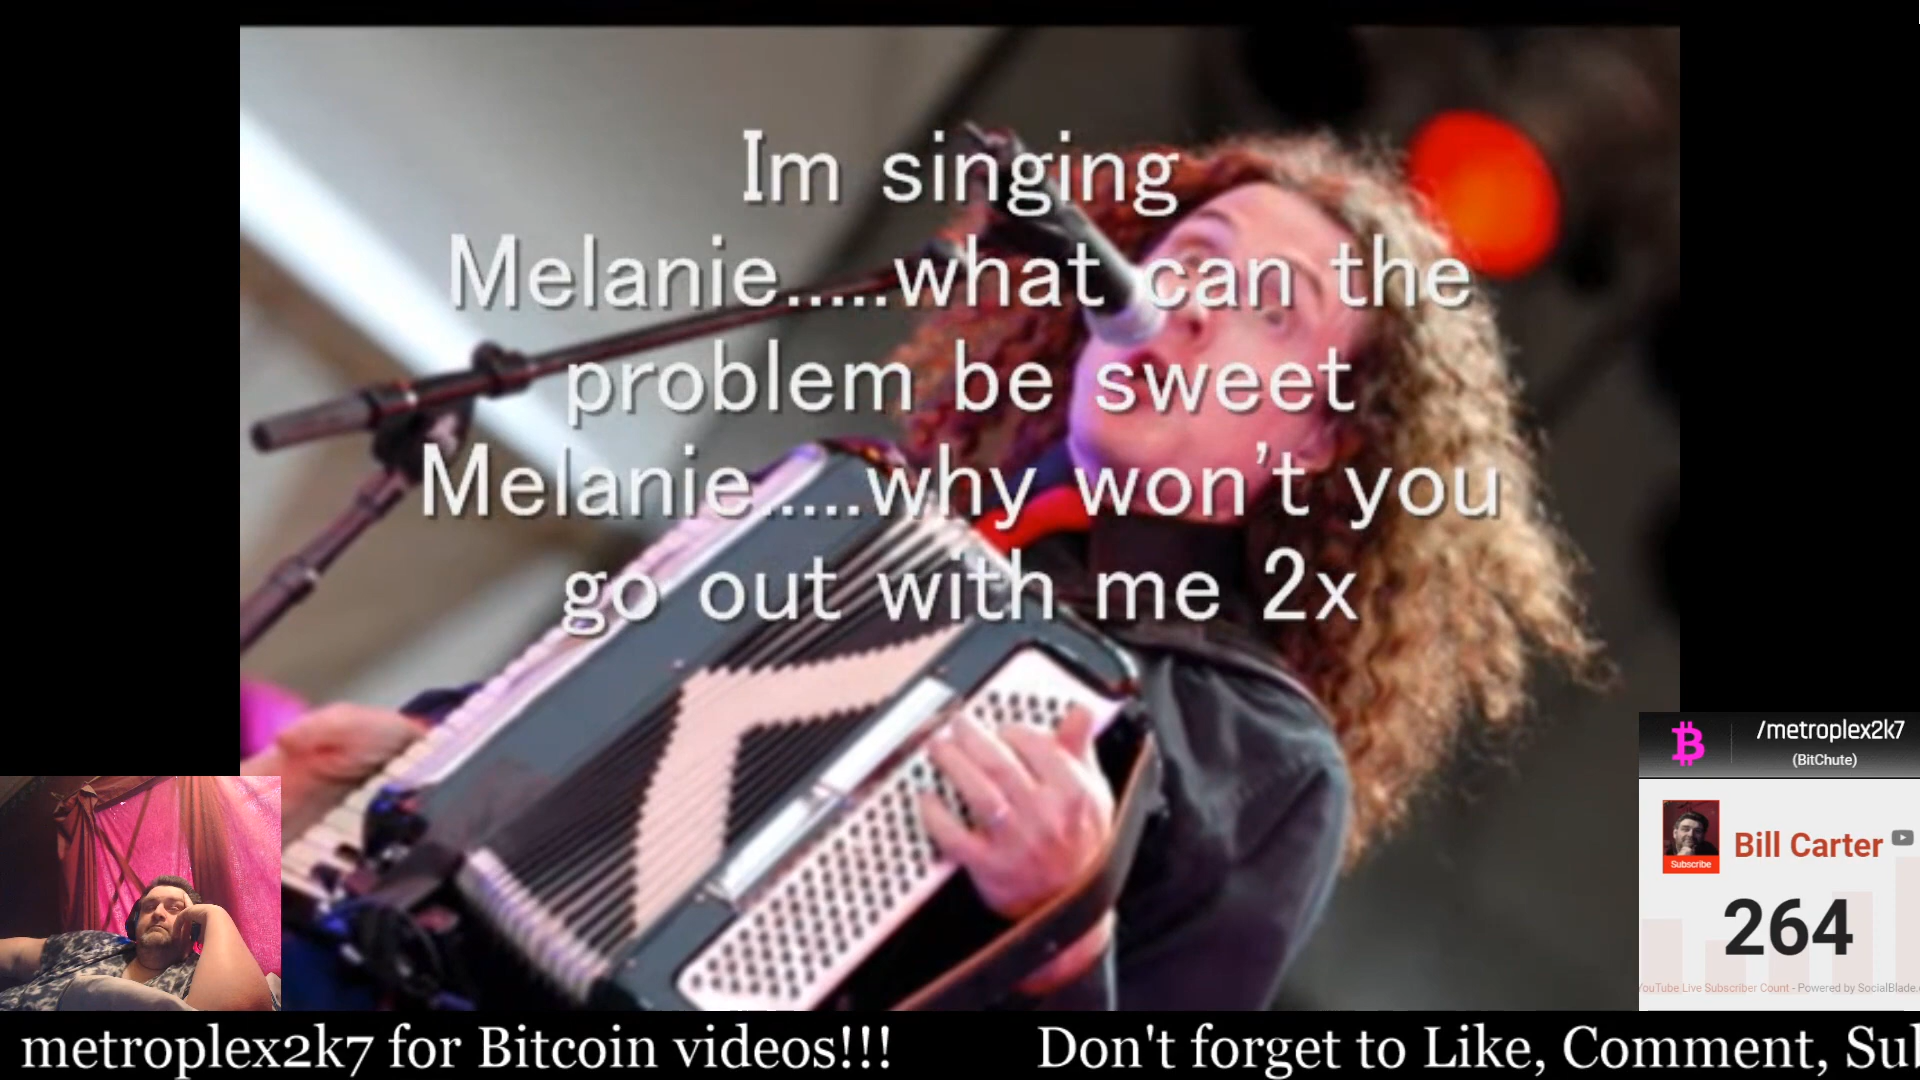 Im singing
Melanie.....what can the
problem be sweet
Melanie.....why won't you
go out with me 2x
/metroplex2k7
(BitChute)
Bill Carter
Subscribe
264
YouTube Live Subscriber Count - Powered by SocialBlade.c
metroplex2k7 for Bitcoin videos!!! Don't forget to Like, Comment, Sub